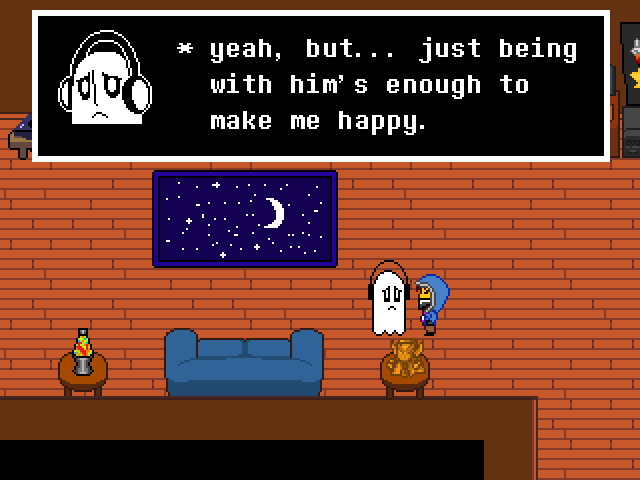 * yeah, but... just being
with him's enough to
make me happy.